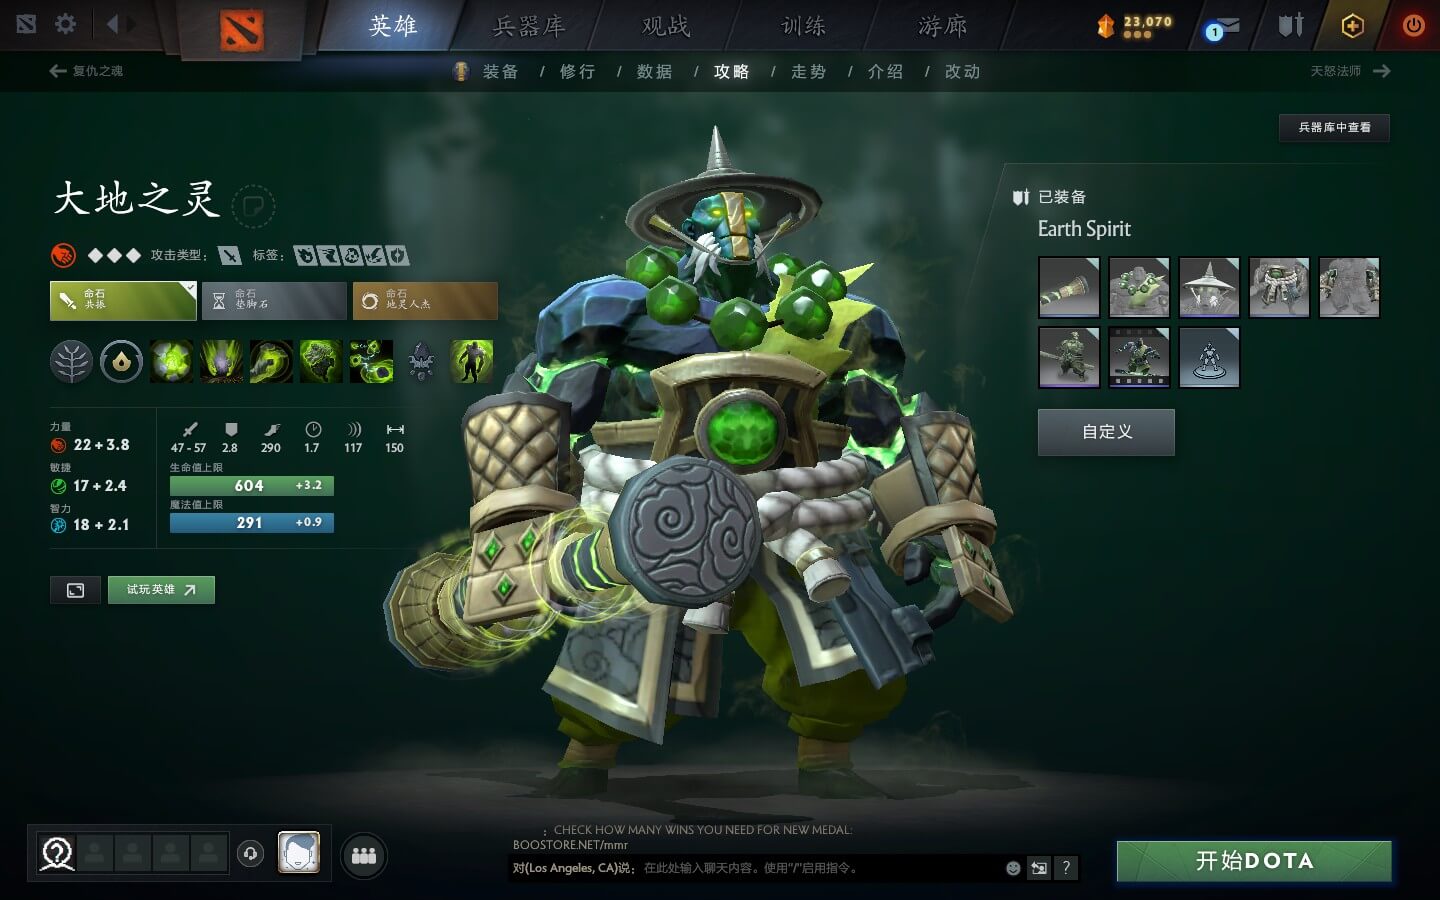 英雄
兵器库
观战
训练
游廊
23,070
1
复仇之魂
装备 / 修行 / 数据 / 攻略 / 走势 / 介绍 / 改动
天怒法师
兵器库中查看
大地之灵
攻击类型：
标签：
命石
共振
命石
垫脚石
命石
地灵人杰
力量
22 + 3.8
敏捷
17 + 2.4
智力
18 + 2.1
47 - 57
2.8
290
1.7
117
150
生命值上限
604
+3.2
魔法值上限
291
+0.9
试玩英雄
已装备
Earth Spirit
自定义
: CHECK HOW MANY WINS YOU NEED FOR NEW MEDAL:
BOOSTORE.NET/mmr
对(Los Angeles, CA)说： 在此处输入聊天内容。使用"/"启用指令。
?
开始DOTA